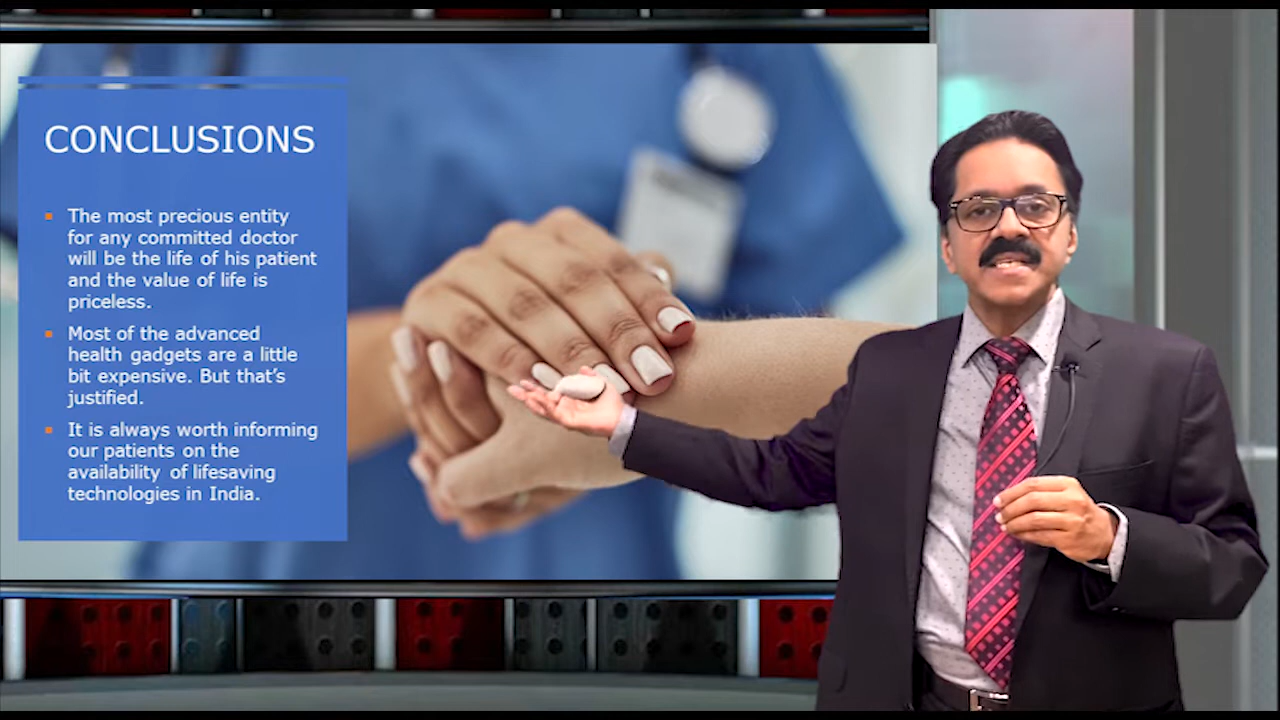 CONCLUSIONS
▪ The most precious entity
for any committed doctor
will be the life of his patient
and the value of life is
priceless.
▪ Most of the advanced
health gadgets are a little
bit expensive. But that’s
justified.
▪ It is always worth informing
our patients on the
availability of lifesaving
technologies in India.